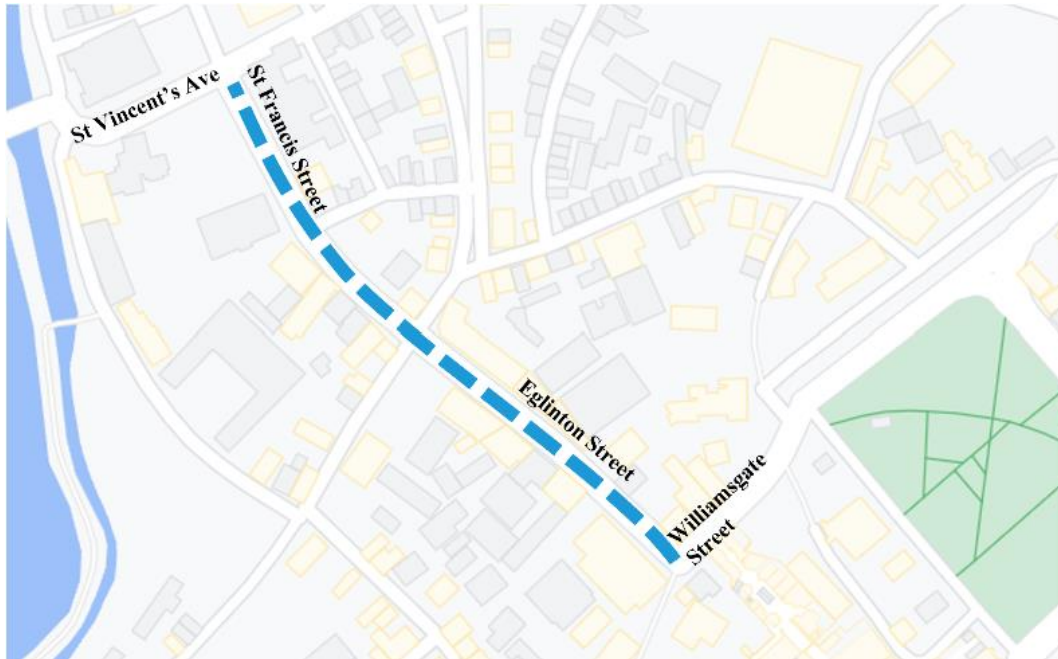 St Vincent's Ave
St Francis Street
Eglinton Street
Williamsgate
Street